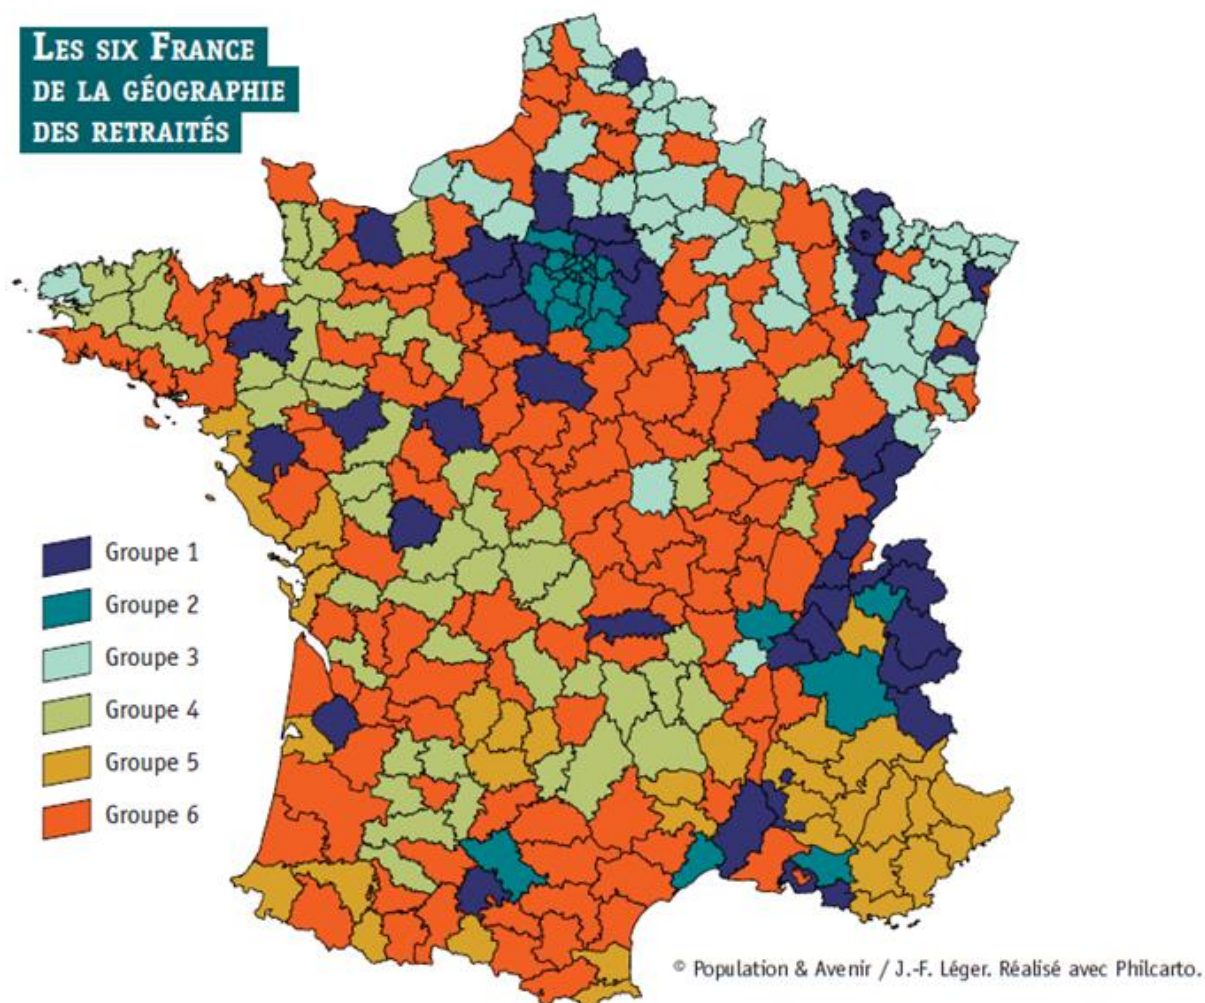 LES SIX FRANCE
DE LA GÉOGRAPHIE
DES RETRAITÉS
Groupe 1
Groupe 2
Groupe 3
Groupe 4
Groupe 5
Groupe 6
© Population & Avenir / J.-F. Léger. Réalisé avec Philcarto.